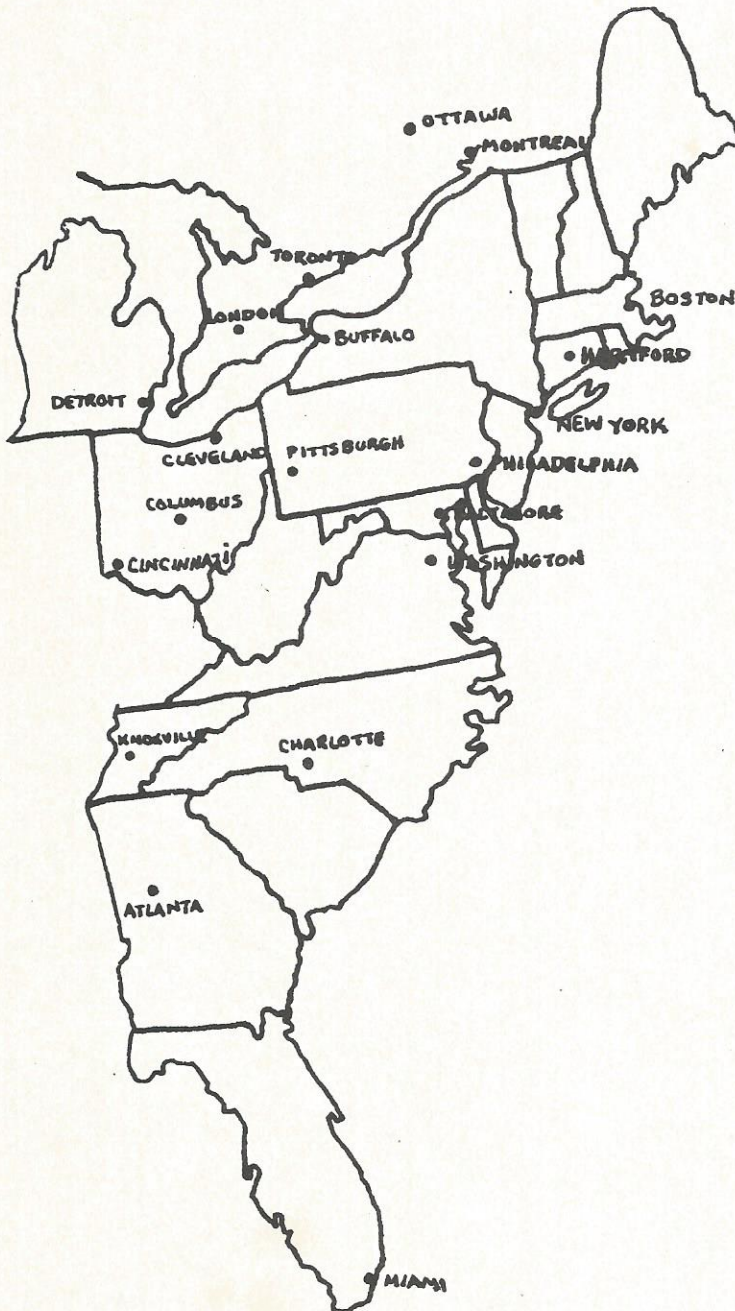 OTTAWA
MONTREAL
TORONTO
LONDON
BOSTON
BUFFALO
HARTFORD
DETROIT
NEW YORK
CLEVELAND
PITTSBURGH
PHILADELPHIA
COLUMBUS
BALTIMORE
CINCINNATi
WASHINGTON
KNOXVILLE
CHARLOTTE
ATLANTA
MIAMI